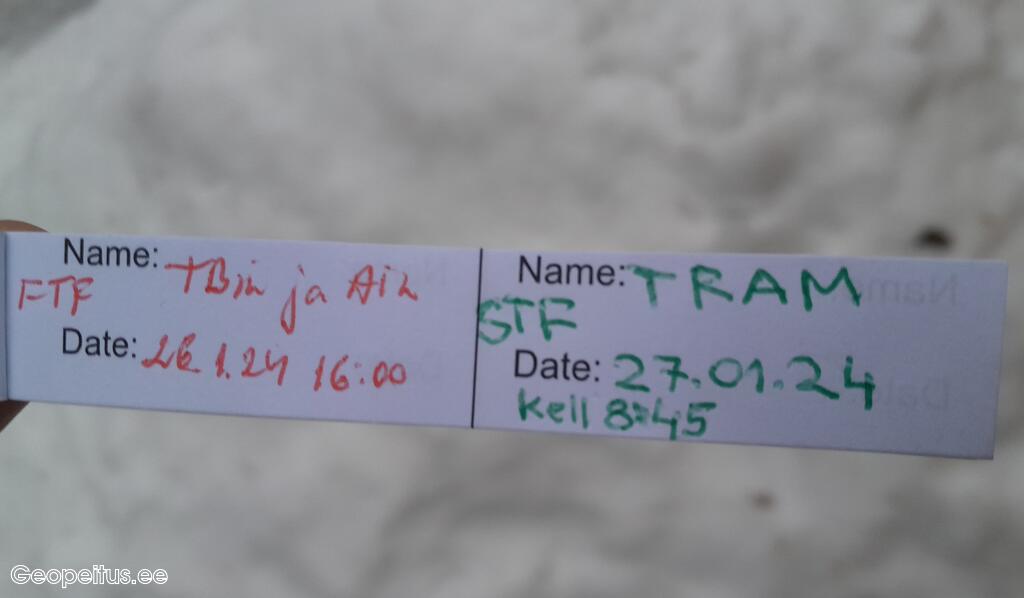 Name: TBin ja Ain
FTF
Date: 26.1.24 16:00
Name: TRAM
STF
Date: 27.01.24
Kell 8:45
Geopeitus.ee